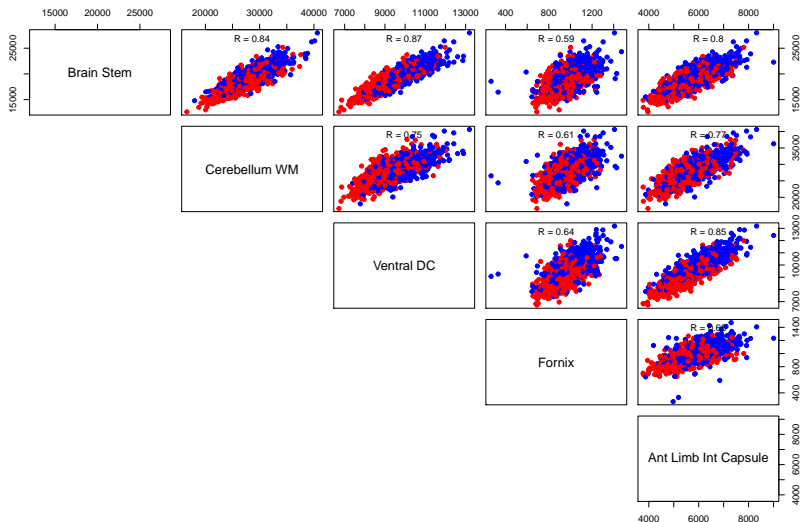 15000 20000 25000
20000 30000 40000
7000 9000 11000 13000
400 800 1200
4000 6000 8000
Brain Stem
R = 0.84
R = 0.87
R = 0.59
R = 0.8
15000 25000
15000 25000
Cerebellum WM
R = 0.75
R = 0.61
R = 0.77
20000 35000
Ventral DC
R = 0.64
R = 0.85
7000 10000 13000
Fornix
400 800 1400
Ant Limb Int Capsule
4000 6000 8000
4000 6000 8000